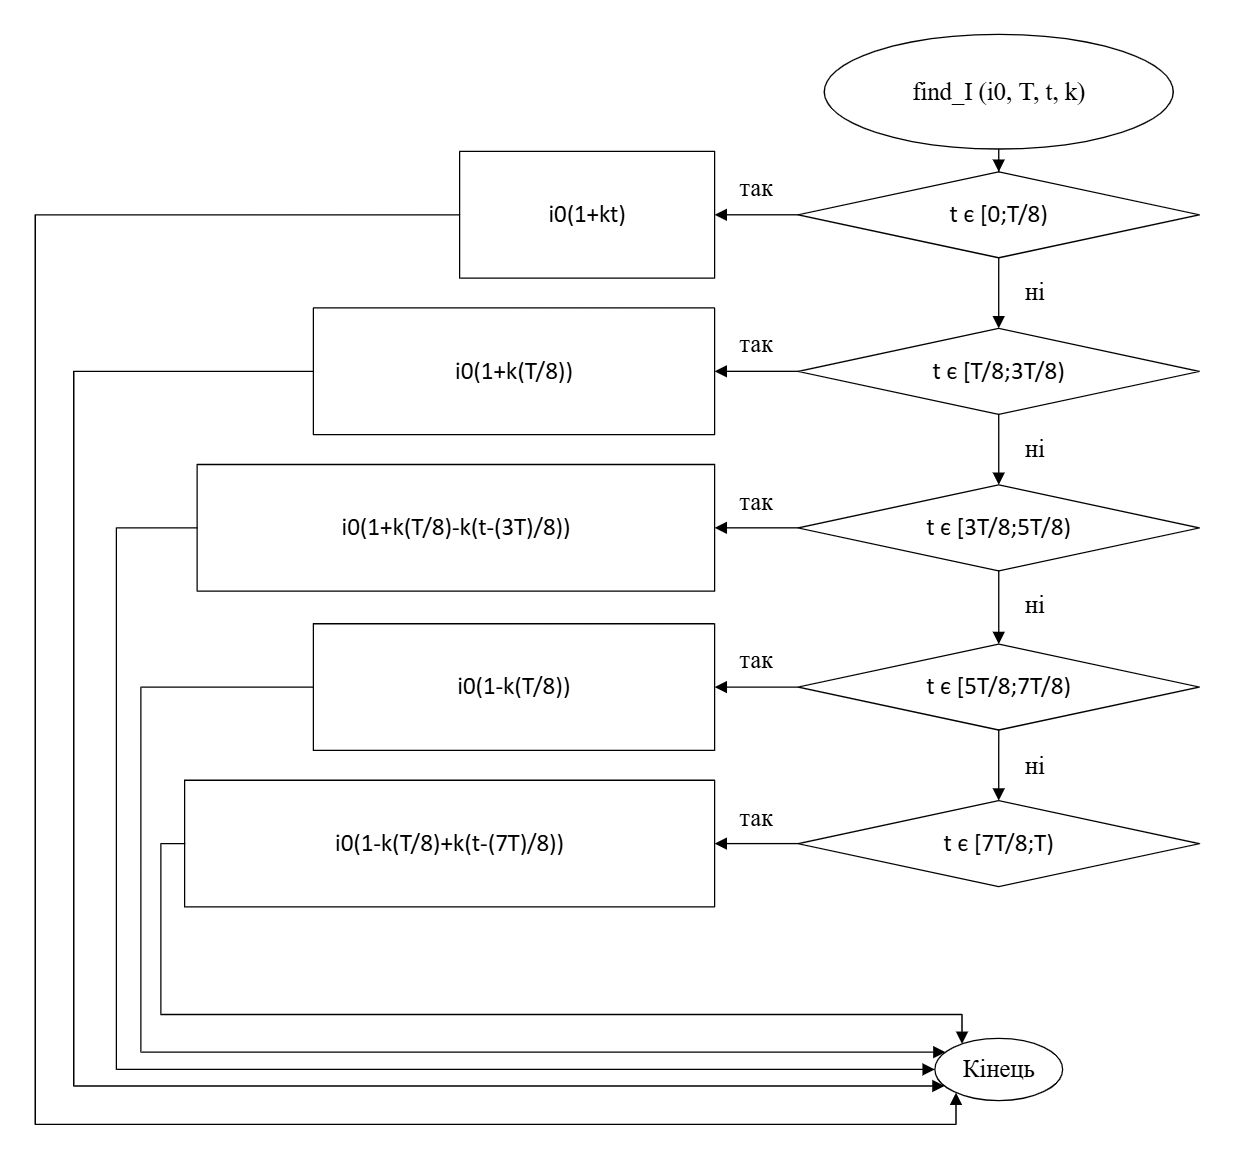 find_I (i0, T, t, k)
так
i0(1+kt)
t є [0;T/8)
ні
так
i0(1+k(T/8))
t є [T/8;3T/8)
ні
так
i0(1+k(T/8)-k(t-(3T)/8))
t є [3T/8;5T/8)
ні
так
i0(1-k(T/8))
t є [5T/8;7T/8)
ні
так
i0(1-k(T/8)+k(t-(7T)/8))
t є [7T/8;T)
Кінець